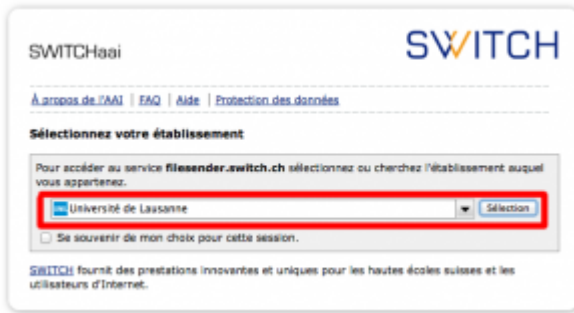 SWITCHaai
SWITCH
À propos de l'AAI | FAQ | Aide | Protection des données
Sélectionnez votre établissement
Pour accéder au service filesender.switch.ch sélectionnez ou cherchez l'établissement auquel
vous appartenez.
Université de Lausanne
Sélection
Se souvenir de mon choix pour cette session.
SWITCH fournit des prestations innovantes et uniques pour les hautes écoles suisses et les
utilisateurs d'Internet.